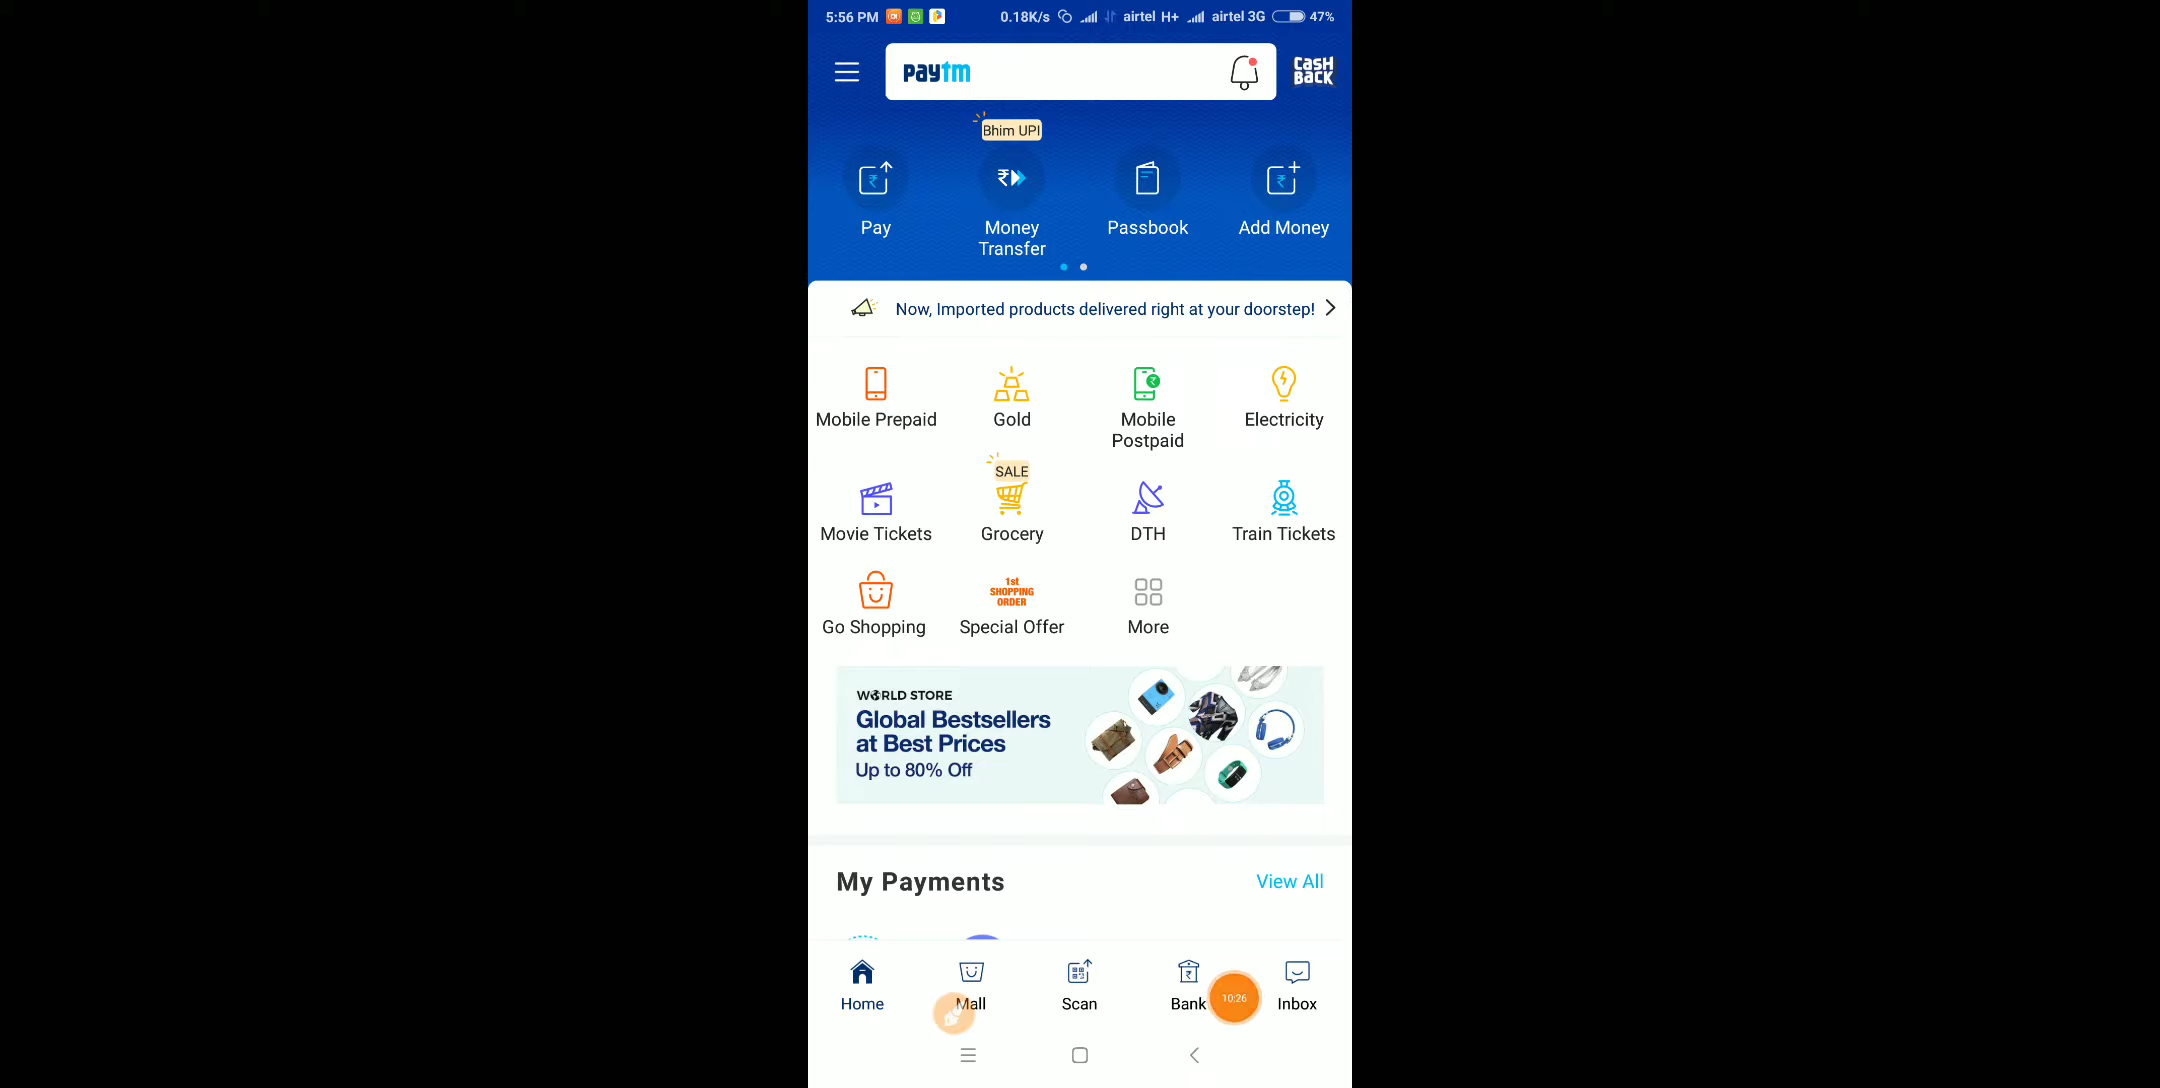 5:56 PM 0.18K/s airtel H+ airtel 3G 47%
paytm
CASH
BACK
Bhim UPI
Pay Money Passbook Add Money
Transfer
Now, Imported products delivered right at your doorstep!
Mobile Prepaid Gold Mobile Electricity
Postpaid
SALE
Movie Tickets Grocery DTH Train Tickets
1st
SHOPPING
ORDER
Go Shopping Special Offer More
WORLD STORE
Global Bestsellers
at Best Prices
Up to 80% Off
My Payments View All
Home Mall Scan Bank 10:26 Inbox